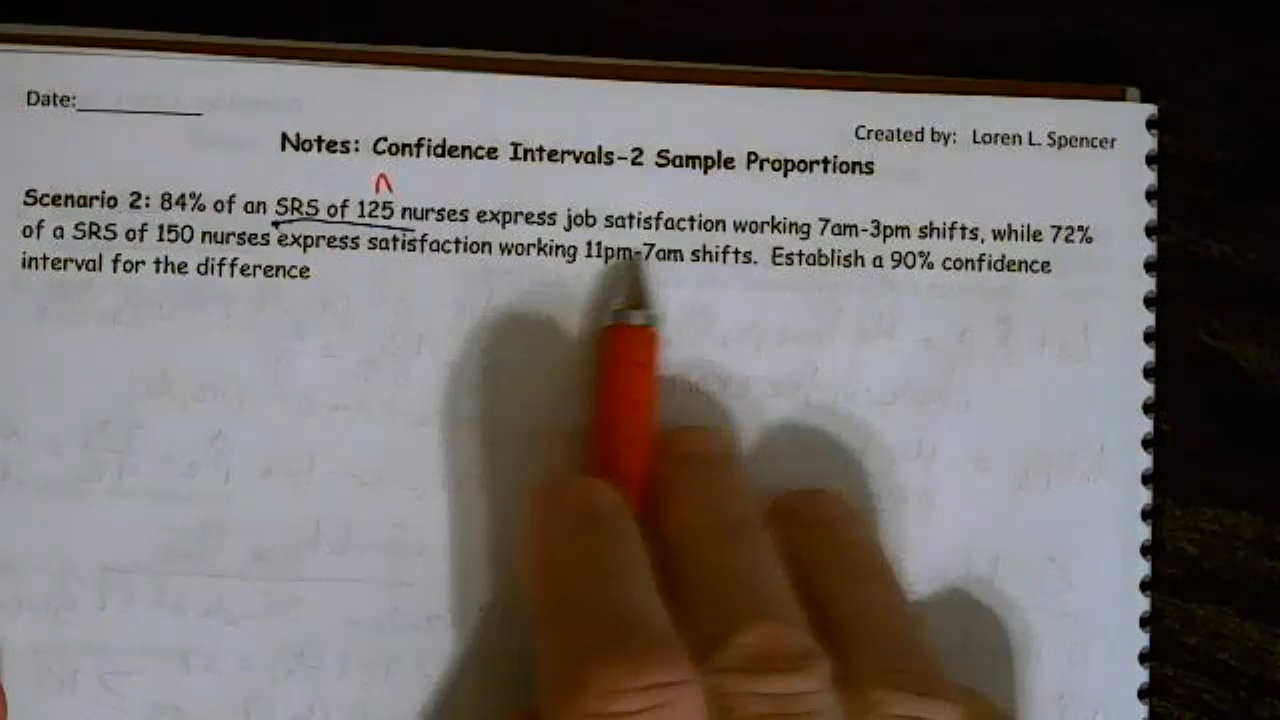 Date:__________
Created by: Loren L. Spencer
Notes: Confidence Intervals-2 Sample Proportions
Scenario 2: 84% of an SRS of 125 nurses express job satisfaction working 7am-3pm shifts, while 72%
of a SRS of 150 nurses express satisfaction working 11pm-7am shifts. Establish a 90% confidence
interval for the difference